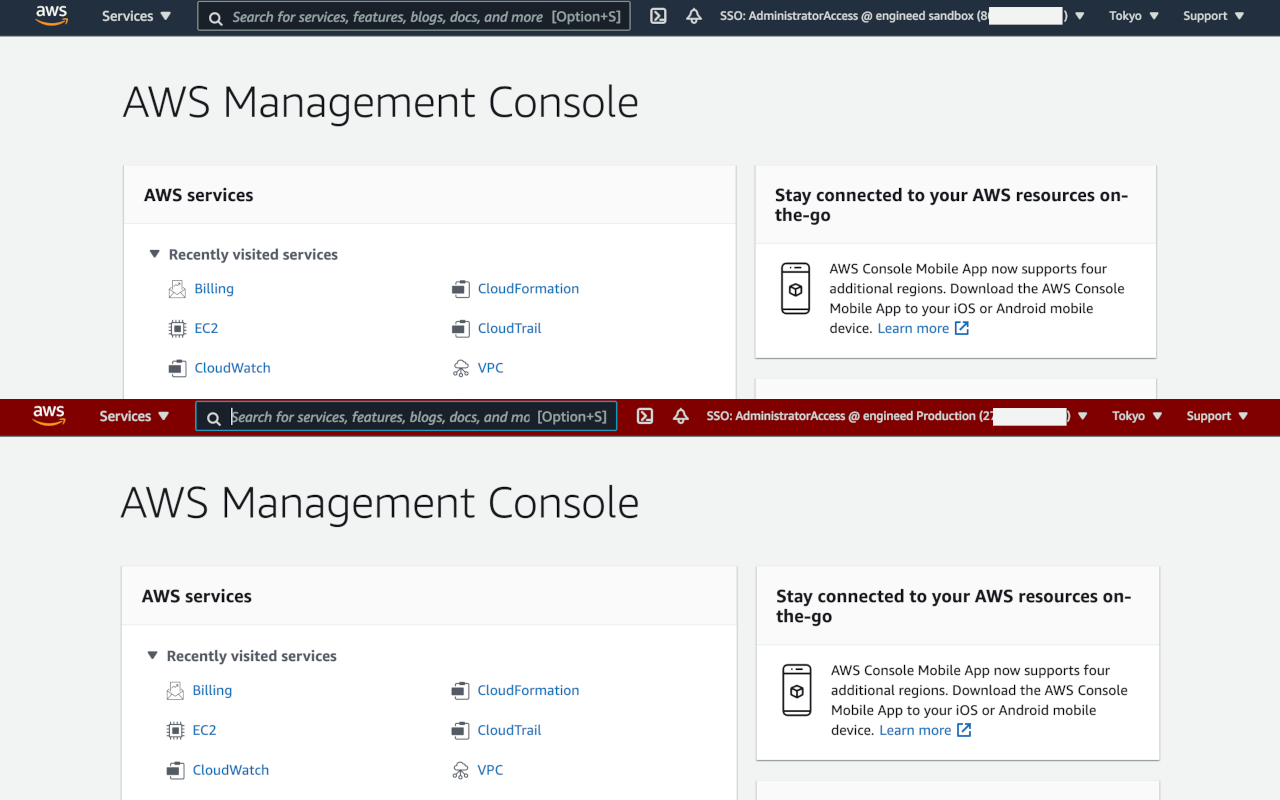 aws Services Search for services, features, blogs, docs, and more [Option+S] SSO: AdministratorAccess @ engineed sandbox (8 ) Tokyo Support
AWS Management Console
AWS services
Recently visited services
Billing CloudFormation
EC2 CloudTrail
CloudWatch VPC
Stay connected to your AWS resources on-
the-go
AWS Console Mobile App now supports four
additional regions. Download the AWS Console
Mobile App to your iOS or Android mobile
device. Learn more
aws Services Search for services, features, blogs, docs, and mo [Option+S] SSO: AdministratorAccess @ engineed Production (27 ) Tokyo Support
AWS Management Console
AWS services
Recently visited services
Billing CloudFormation
EC2 CloudTrail
CloudWatch VPC
Stay connected to your AWS resources on-
the-go
AWS Console Mobile App now supports four
additional regions. Download the AWS Console
Mobile App to your iOS or Android mobile
device. Learn more